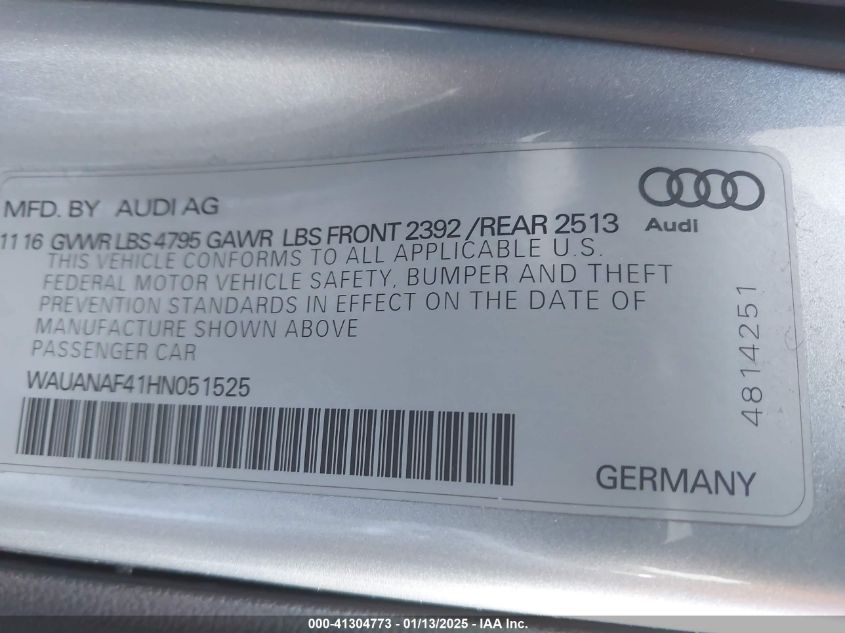 MFD. BY AUDI AG
11 16 GVWR LBS 4795 GAWR LBS FRONT 2392 /REAR 2513
Audi
THIS VEHICLE CONFORMS TO ALL APPLICABLE U.S.
FEDERAL MOTOR VEHICLE SAFETY, BUMPER AND THEFT
PREVENTION STANDARDS IN EFFECT ON THE DATE OF
MANUFACTURE SHOWN ABOVE
PASSENGER CAR
WAUANAF41HN051525
4814251
GERMANY
000-41304773 - 01/13/2025 - IAA Inc.